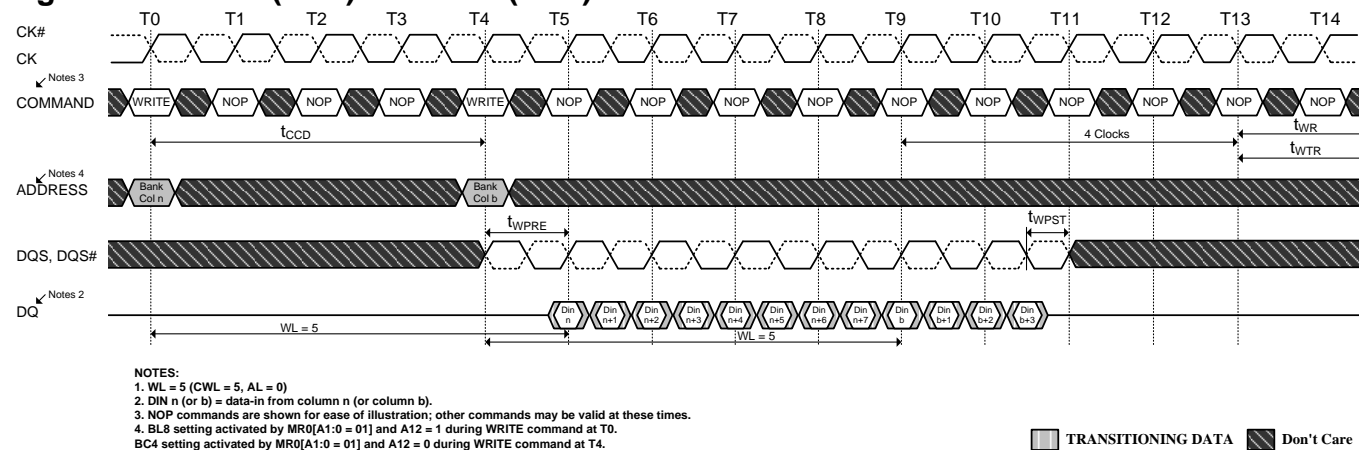 T0 T1 T2 T3 T4 T5 T6 T7 T8 T9 T10 T11 T12 T13 T14
CK#
CK
Notes 3
COMMAND WRITE NOP NOP NOP WRITE NOP NOP NOP NOP NOP NOP NOP NOP NOP NOP
tCCD 4 Clocks tWR
tWTR
Notes 4
ADDRESS
Bank Col n
Bank Col b
tWPRE tWPST
DQS, DQS#
Notes 2
DQ
Din n Din n+1 Din n+2 Din n+3 Din n+4 Din n+5 Din n+6 Din n+7 Din b Din b+1 Din b+2 Din b+3
WL = 5 WL = 5
NOTES:
1. WL = 5 (CWL = 5, AL = 0)
2. DIN n (or b) = data-in from column n (or column b).
3. NOP commands are shown for ease of illustration; other commands may be valid at these times.
4. BL8 setting activated by MR0[A1:0 = 01] and A12 = 1 during WRITE command at T0.
BC4 setting activated by MR0[A1:0 = 01] and A12 = 0 during WRITE command at T4.
TRANSITIONING DATA Don't Care